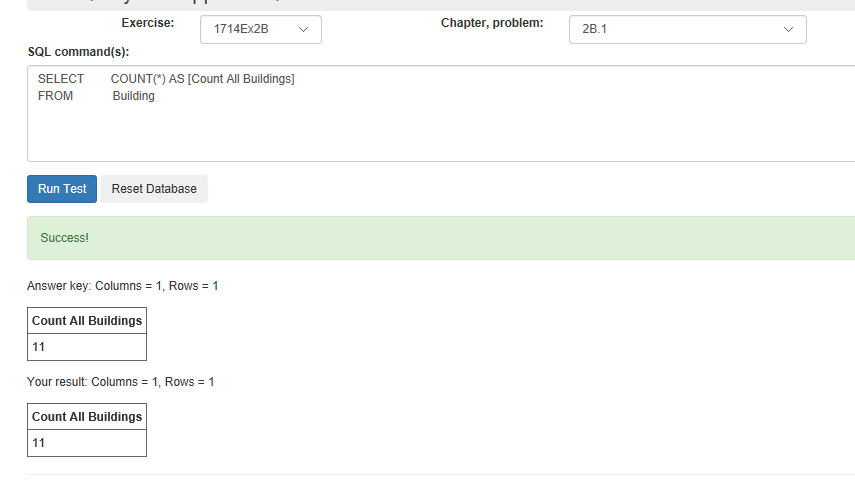 Exercise: 1714Ex2B Chapter, problem: 2B.1
SQL command(s):
SELECT COUNT(*) AS [Count All Buildings]
FROM Building
Run Test Reset Database
Success!
Answer key: Columns = 1, Rows = 1
Count All Buildings
11
Your result: Columns = 1, Rows = 1
Count All Buildings
11